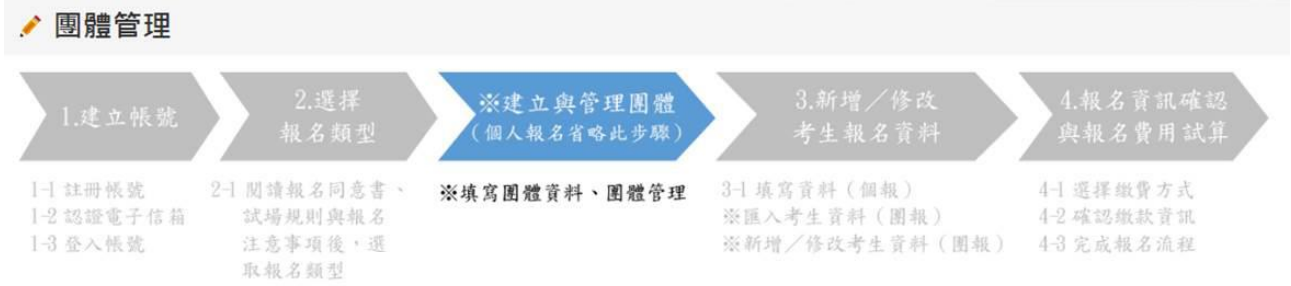 團體管理
1.建立帳號
2.選擇
報名類型
※建立與管理團體
(個人報名省略此步驟)
3.新增／修改
考生報名資料
4.報名資訊確認
與報名費用試算
1-1 註冊帳號
1-2 認證電子信箱
1-3 登入帳號
2-1 閱讀報名同意書、
試場規則與報名
注意事項後，選
取報名類型
※填寫團體資料、團體管理
3-1 填寫資料（個報）
※匯入考生資料（團報）
※新增／修改考生資料（團報）
4-1 選擇繳費方式
4-2 確認繳款資訊
4-3 完成報名流程